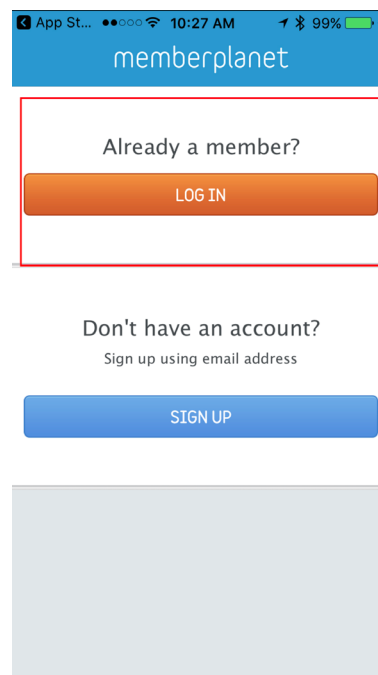 App St... 10:27 AM 99%
memberplanet
Already a member?
LOG IN
Don't have an account?
Sign up using email address
SIGN UP